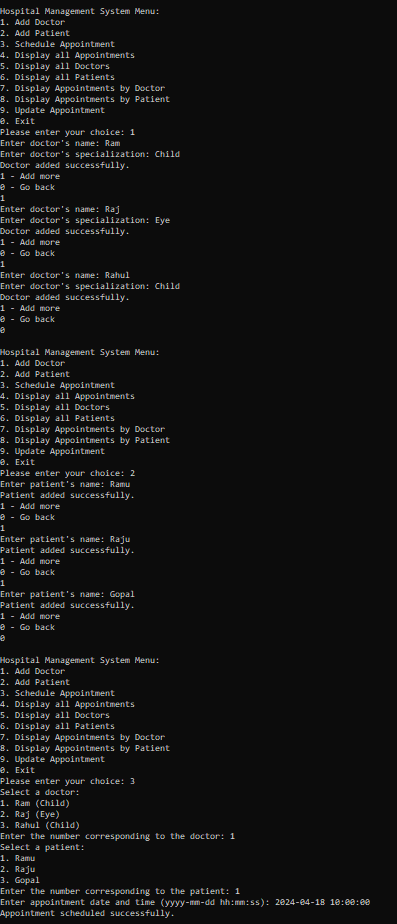 Hospital Management System Menu:
1. Add Doctor
2. Add Patient
3. Schedule Appointment
4. Display all Appointments
5. Display all Doctors
6. Display all Patients
7. Display Appointments by Doctor
8. Display Appointments by Patient
9. Update Appointment
0. Exit
Please enter your choice: 1
Enter doctor's name: Ram
Enter doctor's specialization: Child
Doctor added successfully.
1 - Add more
0 - Go back
1
Enter doctor's name: Raj
Enter doctor's specialization: Eye
Doctor added successfully.
1 - Add more
0 - Go back
1
Enter doctor's name: Rahul
Enter doctor's specialization: Child
Doctor added successfully.
1 - Add more
0 - Go back
0
Hospital Management System Menu:
1. Add Doctor
2. Add Patient
3. Schedule Appointment
4. Display all Appointments
5. Display all Doctors
6. Display all Patients
7. Display Appointments by Doctor
8. Display Appointments by Patient
9. Update Appointment
0. Exit
Please enter your choice: 2
Enter patient's name: Ramu
Patient added successfully.
1 - Add more
0 - Go back
1
Enter patient's name: Raju
Patient added successfully.
1 - Add more
0 - Go back
1
Enter patient's name: Gopal
Patient added successfully.
1 - Add more
0 - Go back
0
Hospital Management System Menu:
1. Add Doctor
2. Add Patient
3. Schedule Appointment
4. Display all Appointments
5. Display all Doctors
6. Display all Patients
7. Display Appointments by Doctor
8. Display Appointments by Patient
9. Update Appointment
0. Exit
Please enter your choice: 3
Select a doctor:
1. Ram (Child)
2. Raj (Eye)
3. Rahul (Child)
Enter the number corresponding to the doctor: 1
Select a patient:
1. Ramu
2. Raju
3. Gopal
Enter the number corresponding to the patient: 1
Enter appointment date and time (yyyy-mm-dd hh:mm:ss): 2024-04-18 10:00:00
Appointment scheduled successfully.